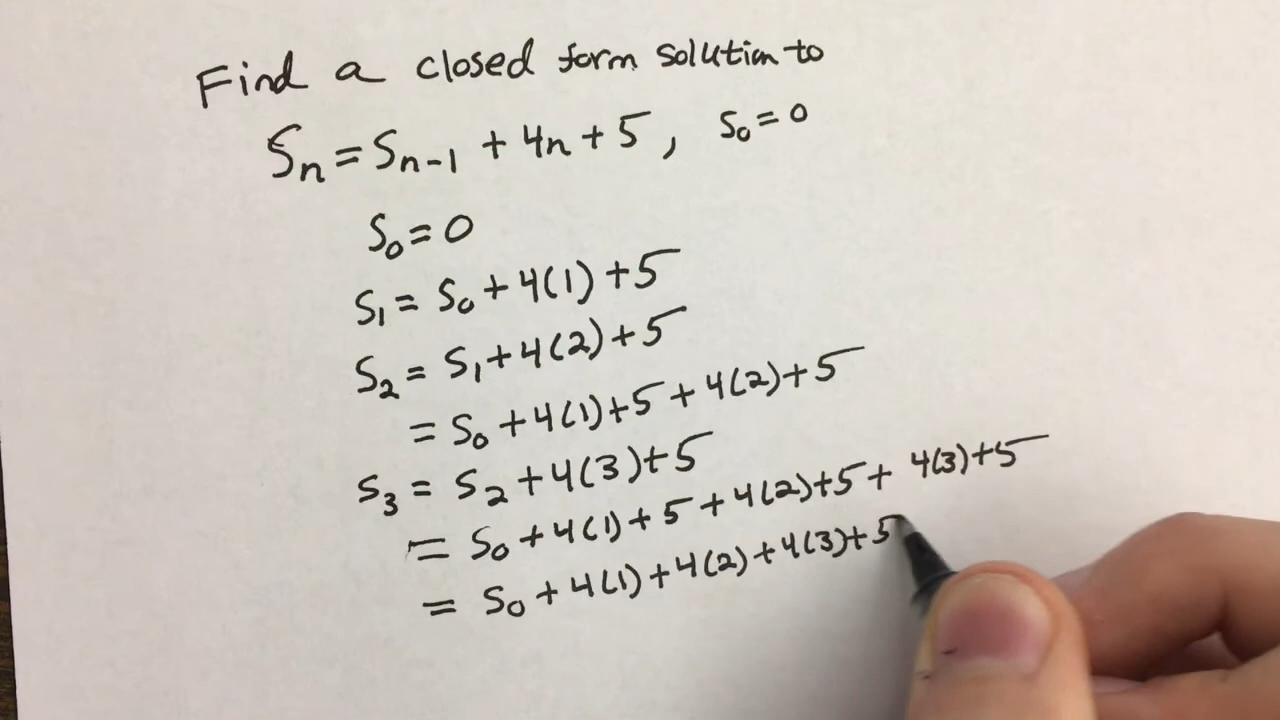 Find a closed form solution to
Sₙ = Sₙ₋₁ + 4n + 5, S₀ = 0
S₀ = 0
S₁ = S₀ + 4(1) + 5
S₂ = S₁ + 4(2) + 5
= S₀ + 4(1) + 5 + 4(2) + 5
S₃ = S₂ + 4(3) + 5
= S₀ + 4(1) + 5 + 4(2) + 5 + 4(3) + 5
= S₀ + 4(1) + 4(2) + 4(3) + 5